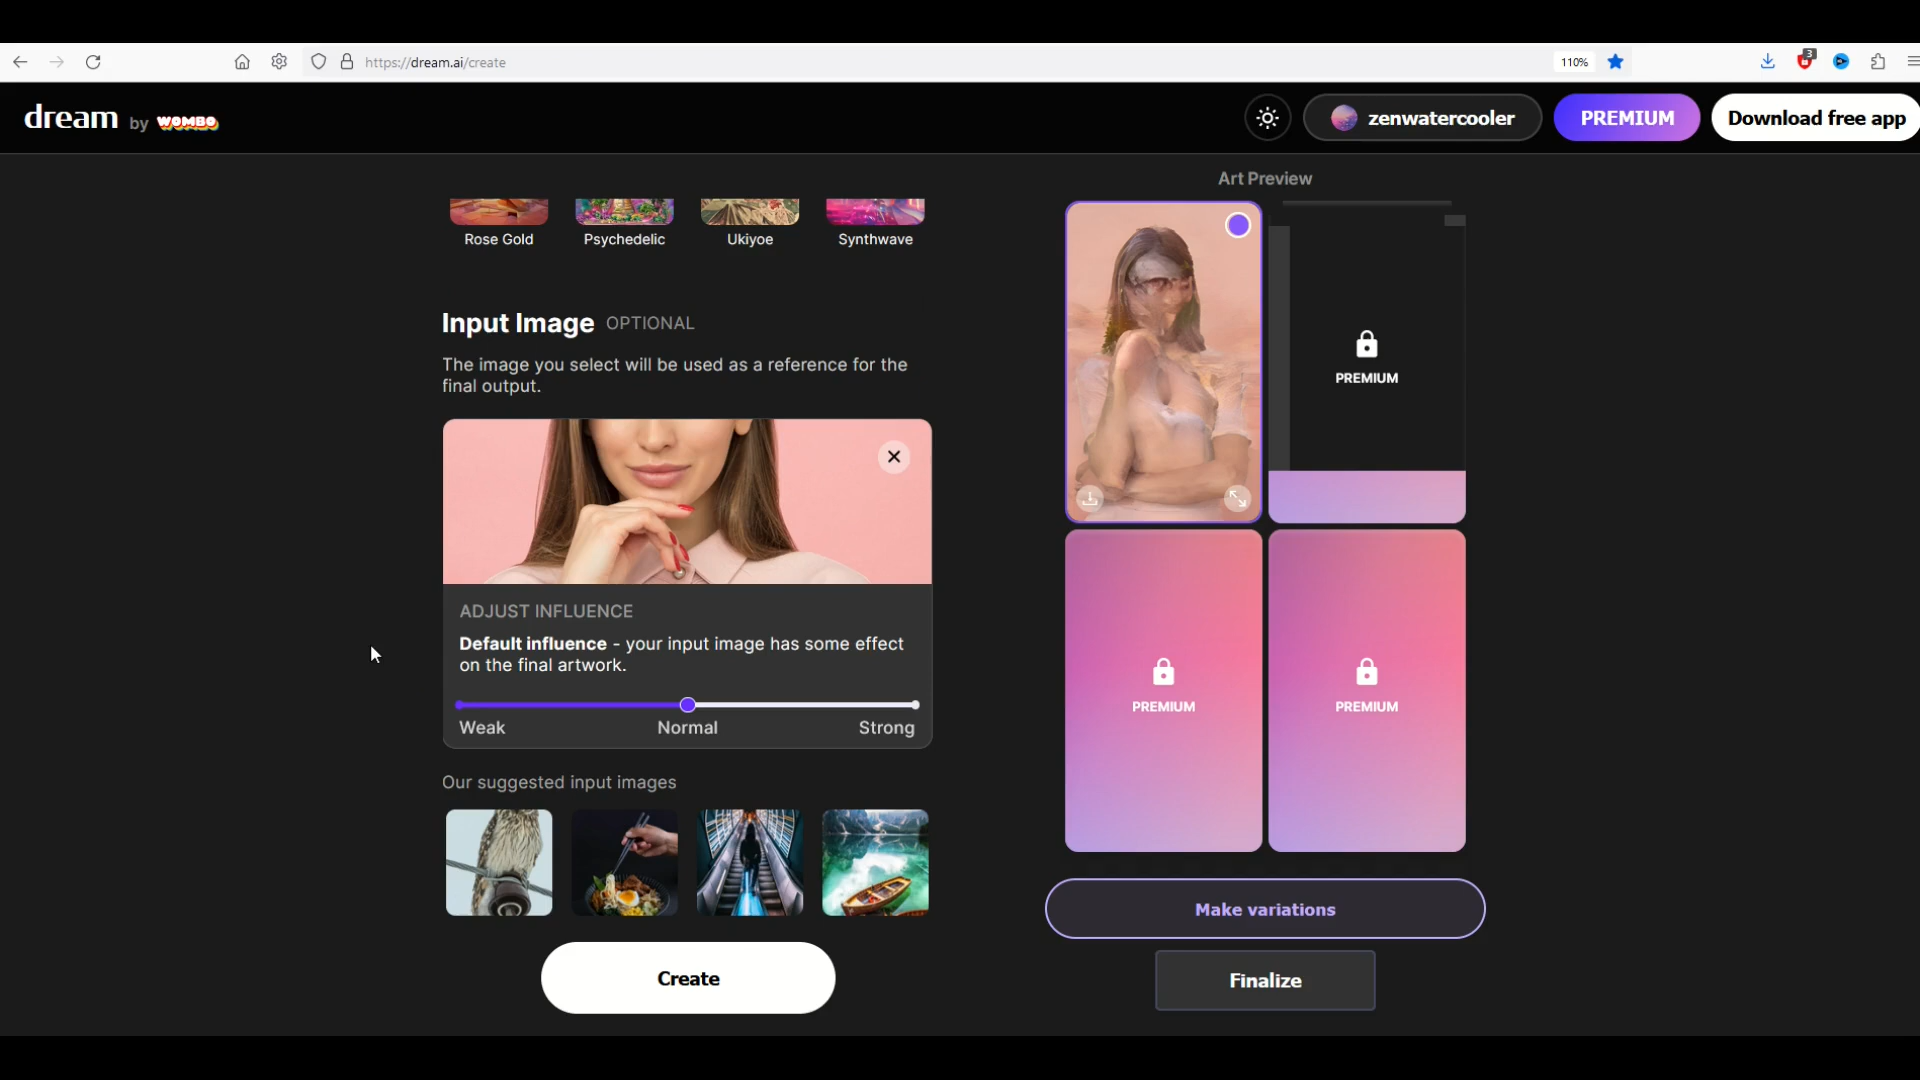 https://dream.ai/create
110%
3
dream by WOMBO
zenwatercooler
PREMIUM
Download free app
Rose Gold
Psychedelic
Ukiyoe
Synthwave
Input Image OPTIONAL
The image you select will be used as a reference for the
final output.
ADJUST INFLUENCE
Default influence - your input image has some effect
on the final artwork.
Weak
Normal
Strong
Our suggested input images
Create
Art Preview
PREMIUM
PREMIUM
PREMIUM
Make variations
Finalize